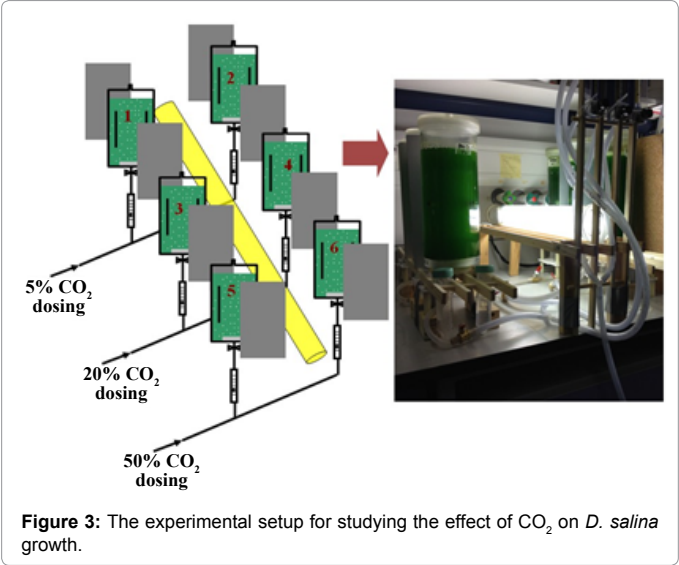 2
1
4
3
6
5
5% CO₂
dosing
20% CO₂
dosing
50% CO₂
dosing
Figure 3: The experimental setup for studying the effect of CO₂ on D. salina
growth.